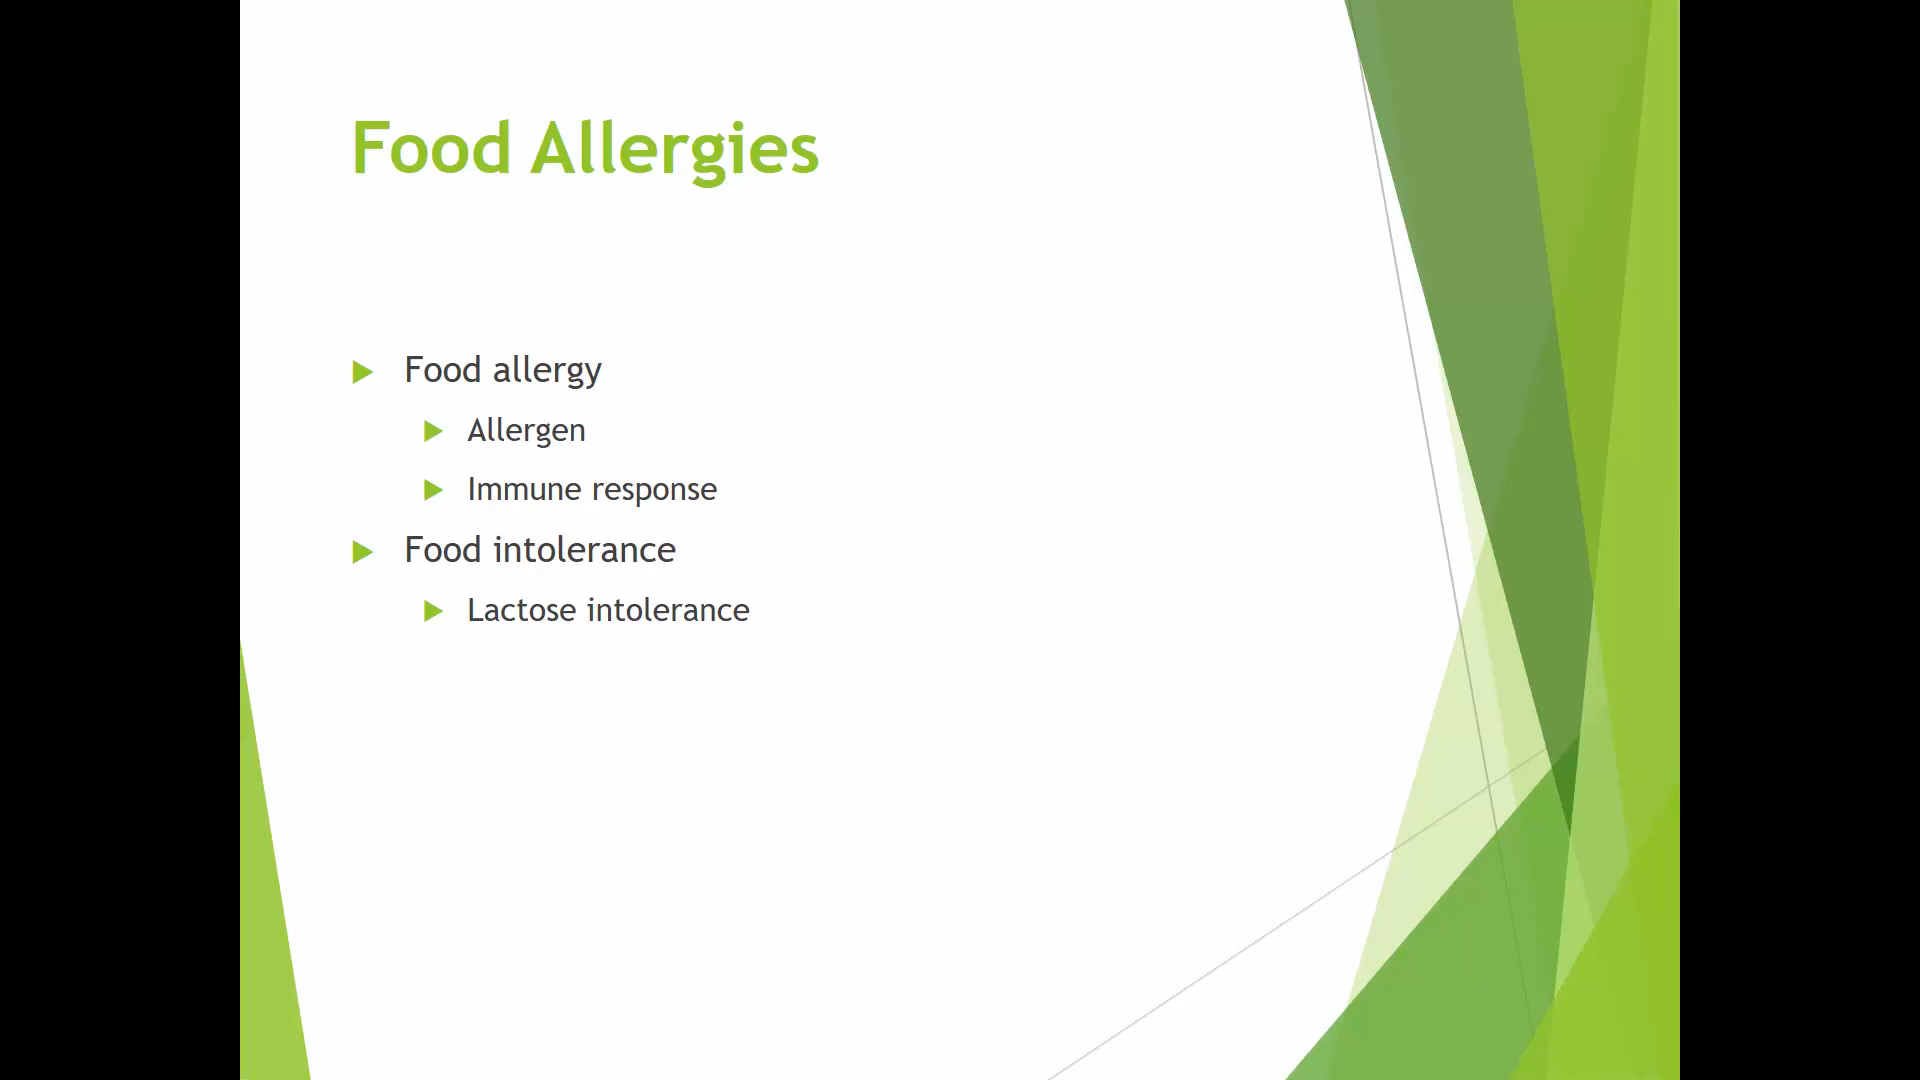 Food Allergies
Food allergy
Allergen
Immune response
Food intolerance
Lactose intolerance